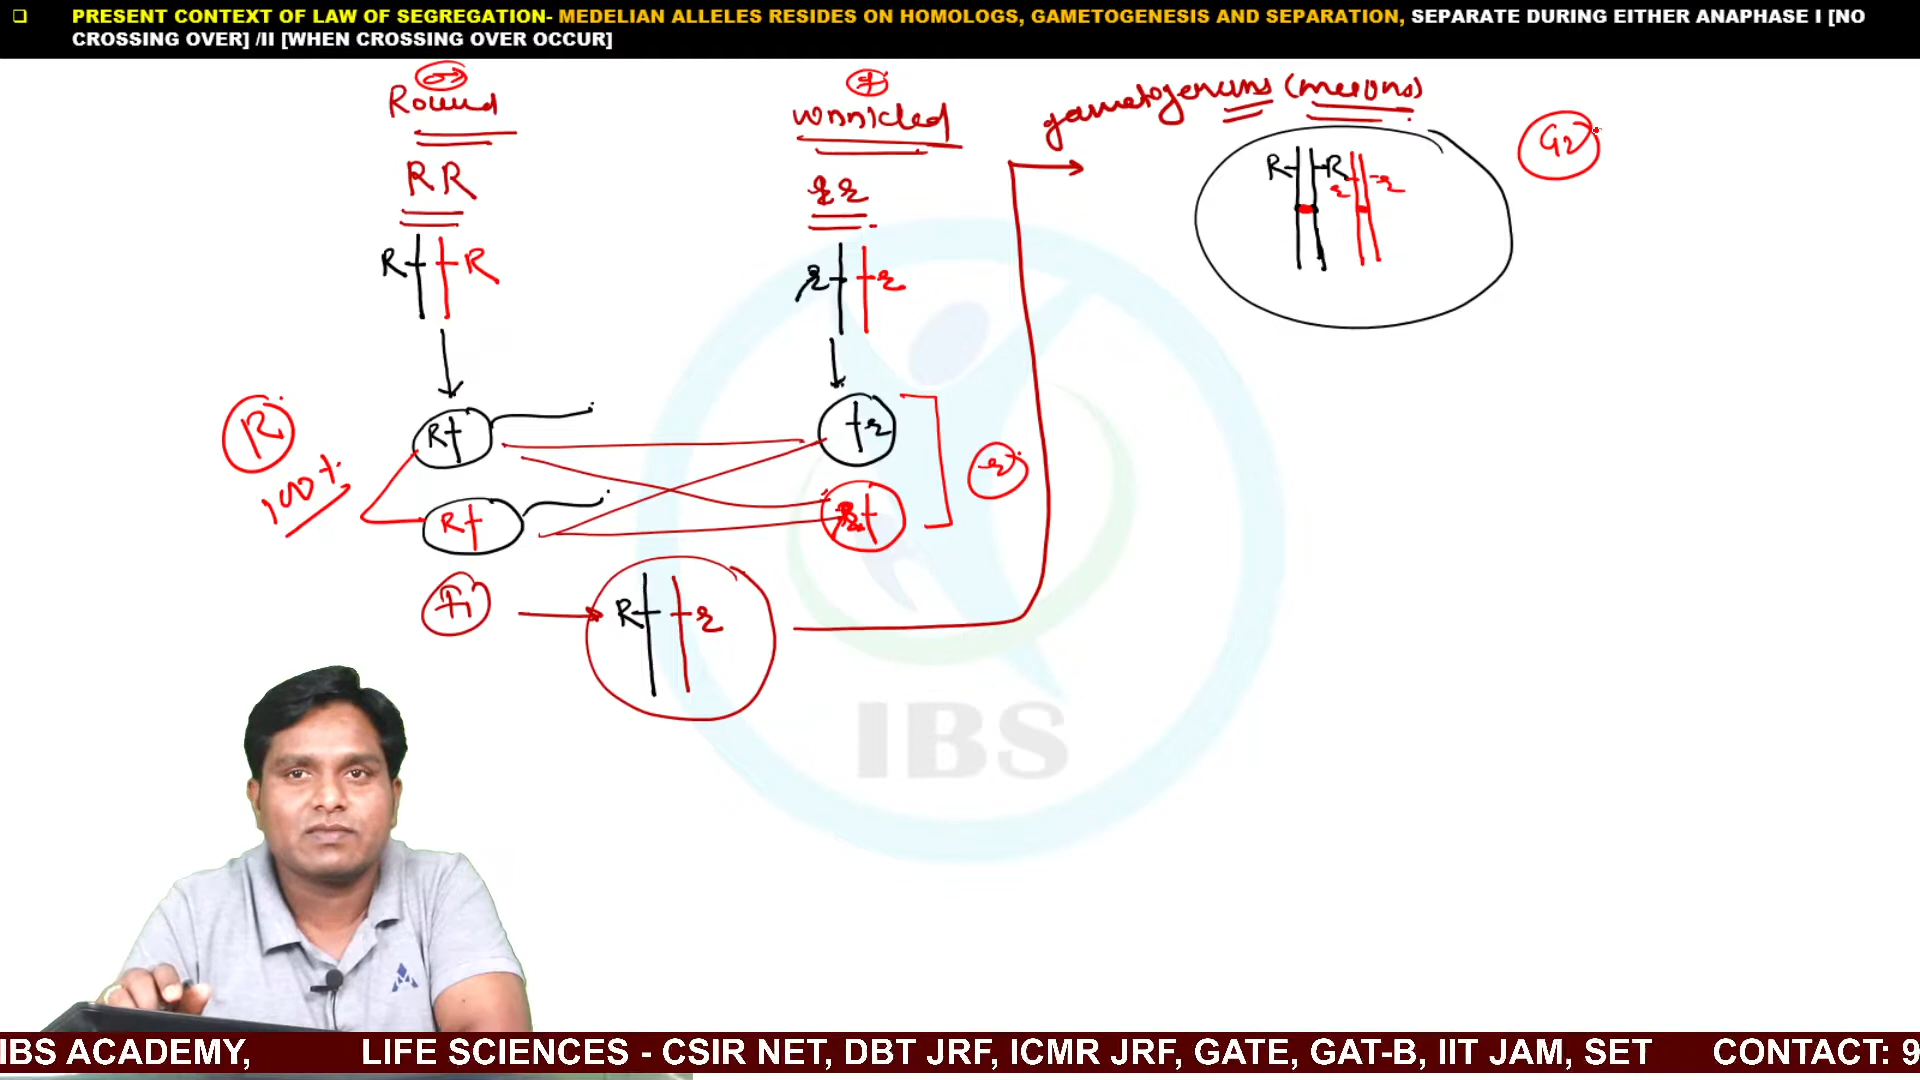 PRESENT CONTEXT OF LAW OF SEGREGATION- MEDELIAN ALLELES RESIDES ON HOMOLOGS, GAMETOGENESIS AND SEPARATION, SEPARATE DURING EITHER ANAPHASE I [NO
CROSSING OVER] /II [WHEN CROSSING OVER OCCUR]
Round
wrinkled
gametogenesis (meiosis)
G2
R R r r
RR
rr
R R
r r
R
R
r
r
100%
R
r
F1
R r
IBS
IBS ACADEMY, LIFE SCIENCES - CSIR NET, DBT JRF, ICMR JRF, GATE, GAT-B, IIT JAM, SET CONTACT: 9